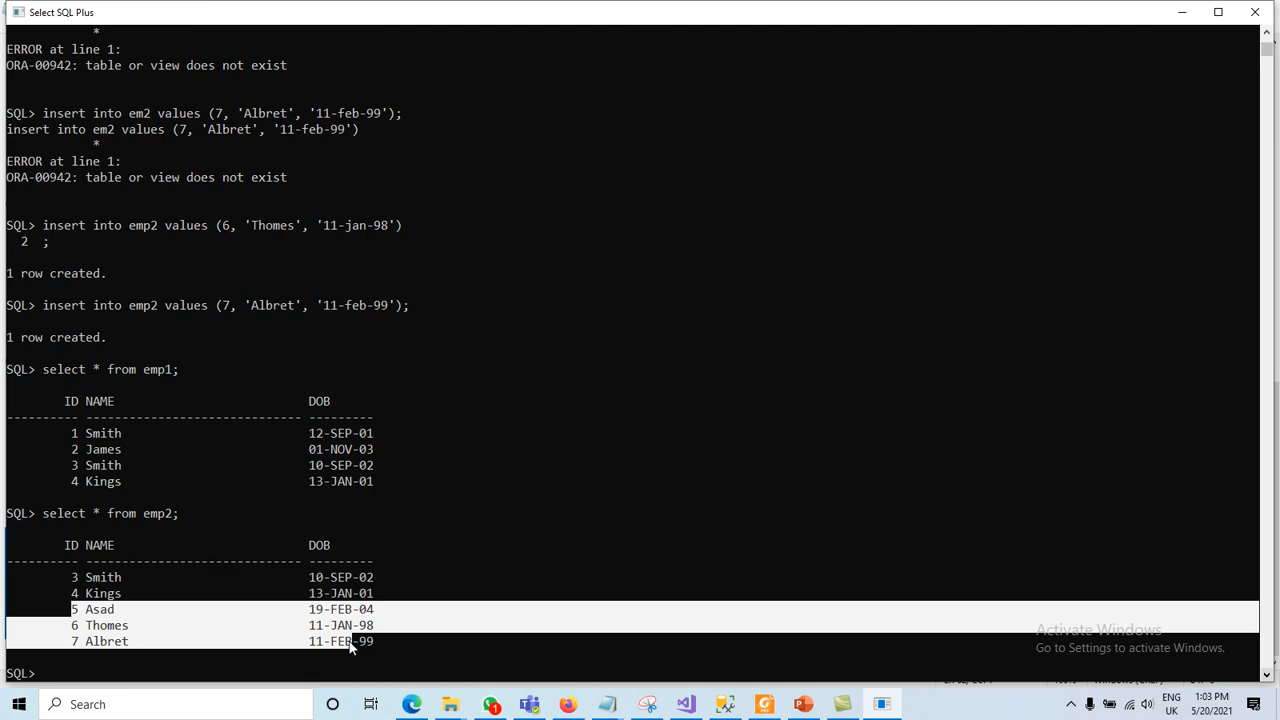 Select SQL Plus
*
ERROR at line 1:
ORA-00942: table or view does not exist
SQL> insert into em2 values (7, 'Albret', '11-feb-99');
insert into em2 values (7, 'Albret', '11-feb-99')
*
ERROR at line 1:
ORA-00942: table or view does not exist
SQL> insert into emp2 values (6, 'Thomes', '11-jan-98')
2 ;
1 row created.
SQL> insert into emp2 values (7, 'Albret', '11-feb-99');
1 row created.
SQL> select * from emp1;
ID NAME DOB
---------- ------------------------------ ---------
1 Smith 12-SEP-01
2 James 01-NOV-03
3 Smith 10-SEP-02
4 Kings 13-JAN-01
SQL> select * from emp2;
ID NAME DOB
---------- ------------------------------ ---------
3 Smith 10-SEP-02
4 Kings 13-JAN-01
5 Asad 19-FEB-04
6 Thomes 11-JAN-98
7 Albret 11-FEB-99
SQL>
Activate Windows
Go to Settings to activate Windows.
Search
1
ENG
UK
1:03 PM
5/20/2021